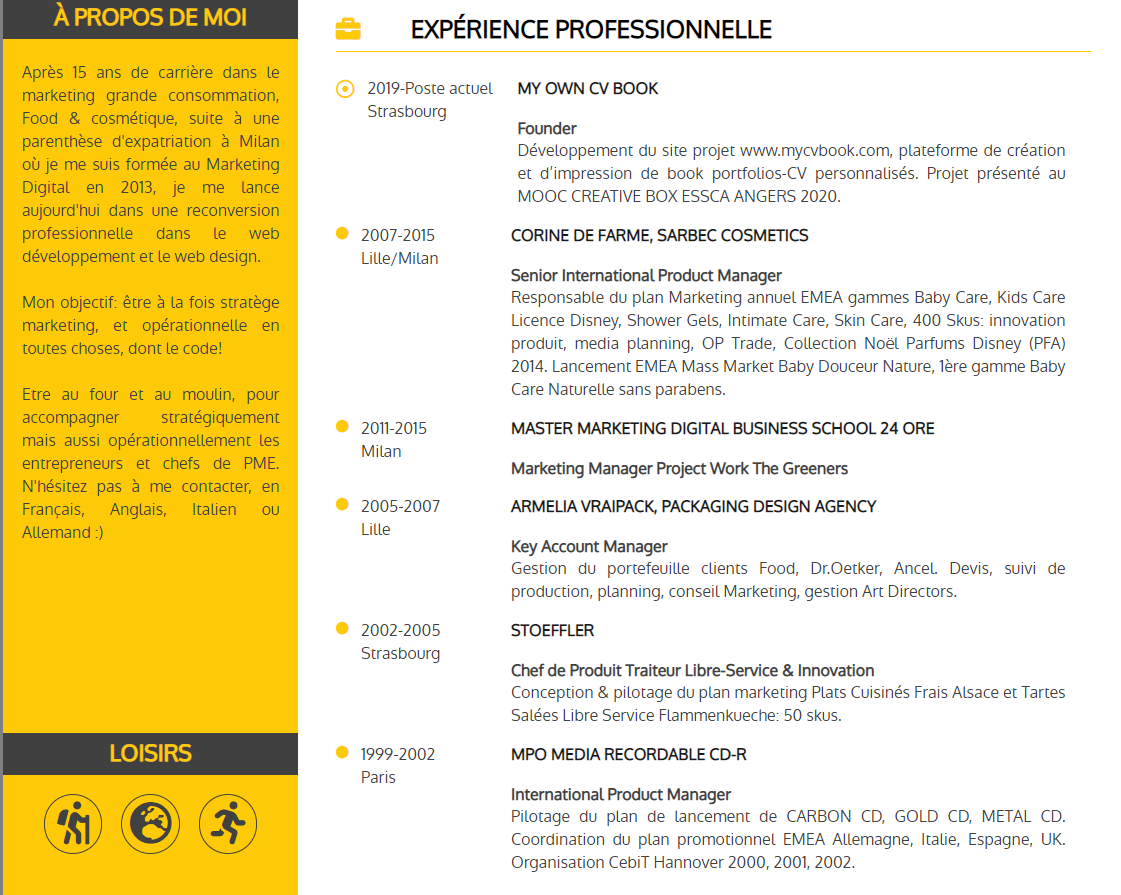 À PROPOS DE MOI
Après 15 ans de carrière dans le
marketing grande consommation,
Food & cosmétique, suite à une
parenthèse d'expatriation à Milan
où je me suis formée au Marketing
Digital en 2013, je me lance
aujourd'hui dans une reconversion
professionnelle dans le web
développement et le web design.
Mon objectif: être à la fois stratège
marketing, et opérationnelle en
toutes choses, dont le code!
Etre au four et au moulin, pour
accompagner stratégiquement
mais aussi opérationnellement les
entrepreneurs et chefs de PME.
N'hésitez pas à me contacter, en
Français, Anglais, Italien ou
Allemand :)
LOISIRS
EXPÉRIENCE PROFESSIONNELLE
2019-Poste actuel
Strasbourg
MY OWN CV BOOK
Founder
Développement du site projet www.mycvbook.com, plateforme de création
et d’impression de book portfolios-CV personnalisés. Projet présenté au
MOOC CREATIVE BOX ESSCA ANGERS 2020.
2007-2015
Lille/Milan
CORINE DE FARME, SARBEC COSMETICS
Senior International Product Manager
Responsable du plan Marketing annuel EMEA gammes Baby Care, Kids Care
Licence Disney, Shower Gels, Intimate Care, Skin Care, 400 Skus: innovation
produit, media planning, OP Trade, Collection Noël Parfums Disney (PFA)
2014. Lancement EMEA Mass Market Baby Douceur Nature, 1ère gamme Baby
Care Naturelle sans parabens.
2011-2015
Milan
MASTER MARKETING DIGITAL BUSINESS SCHOOL 24 ORE
Marketing Manager Project Work The Greeners
2005-2007
Lille
ARMELIA VRAIPACK, PACKAGING DESIGN AGENCY
Key Account Manager
Gestion du portefeuille clients Food, Dr.Oetker, Ancel. Devis, suivi de
production, planning, conseil Marketing, gestion Art Directors.
2002-2005
Strasbourg
STOEFFLER
Chef de Produit Traiteur Libre-Service & Innovation
Conception & pilotage du plan marketing Plats Cuisinés Frais Alsace et Tartes
Salées Libre Service Flammenkueche: 50 skus.
1999-2002
Paris
MPO MEDIA RECORDABLE CD-R
International Product Manager
Pilotage du plan de lancement de CARBON CD, GOLD CD, METAL CD.
Coordination du plan promotionnel EMEA Allemagne, Italie, Espagne, UK.
Organisation CebiT Hannover 2000, 2001, 2002.